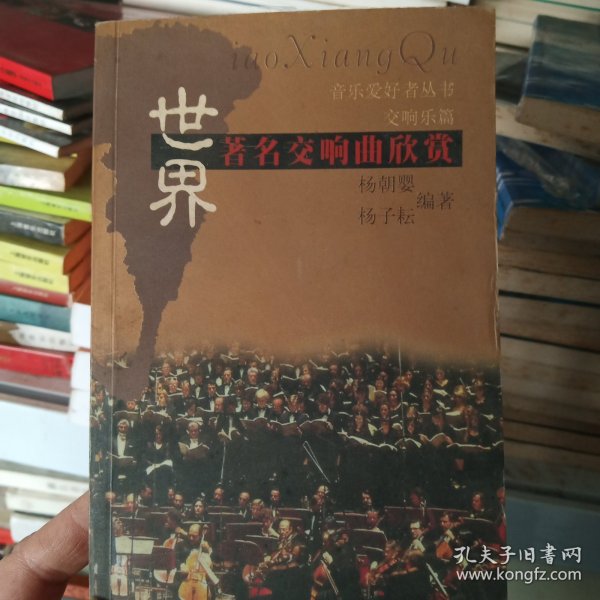 iaoXiangQu
音乐爱好者丛书
交响乐篇
世界
著名交响曲欣赏
杨朝婴
杨子耘
编著
孔夫子旧书网
www.kongfz.com